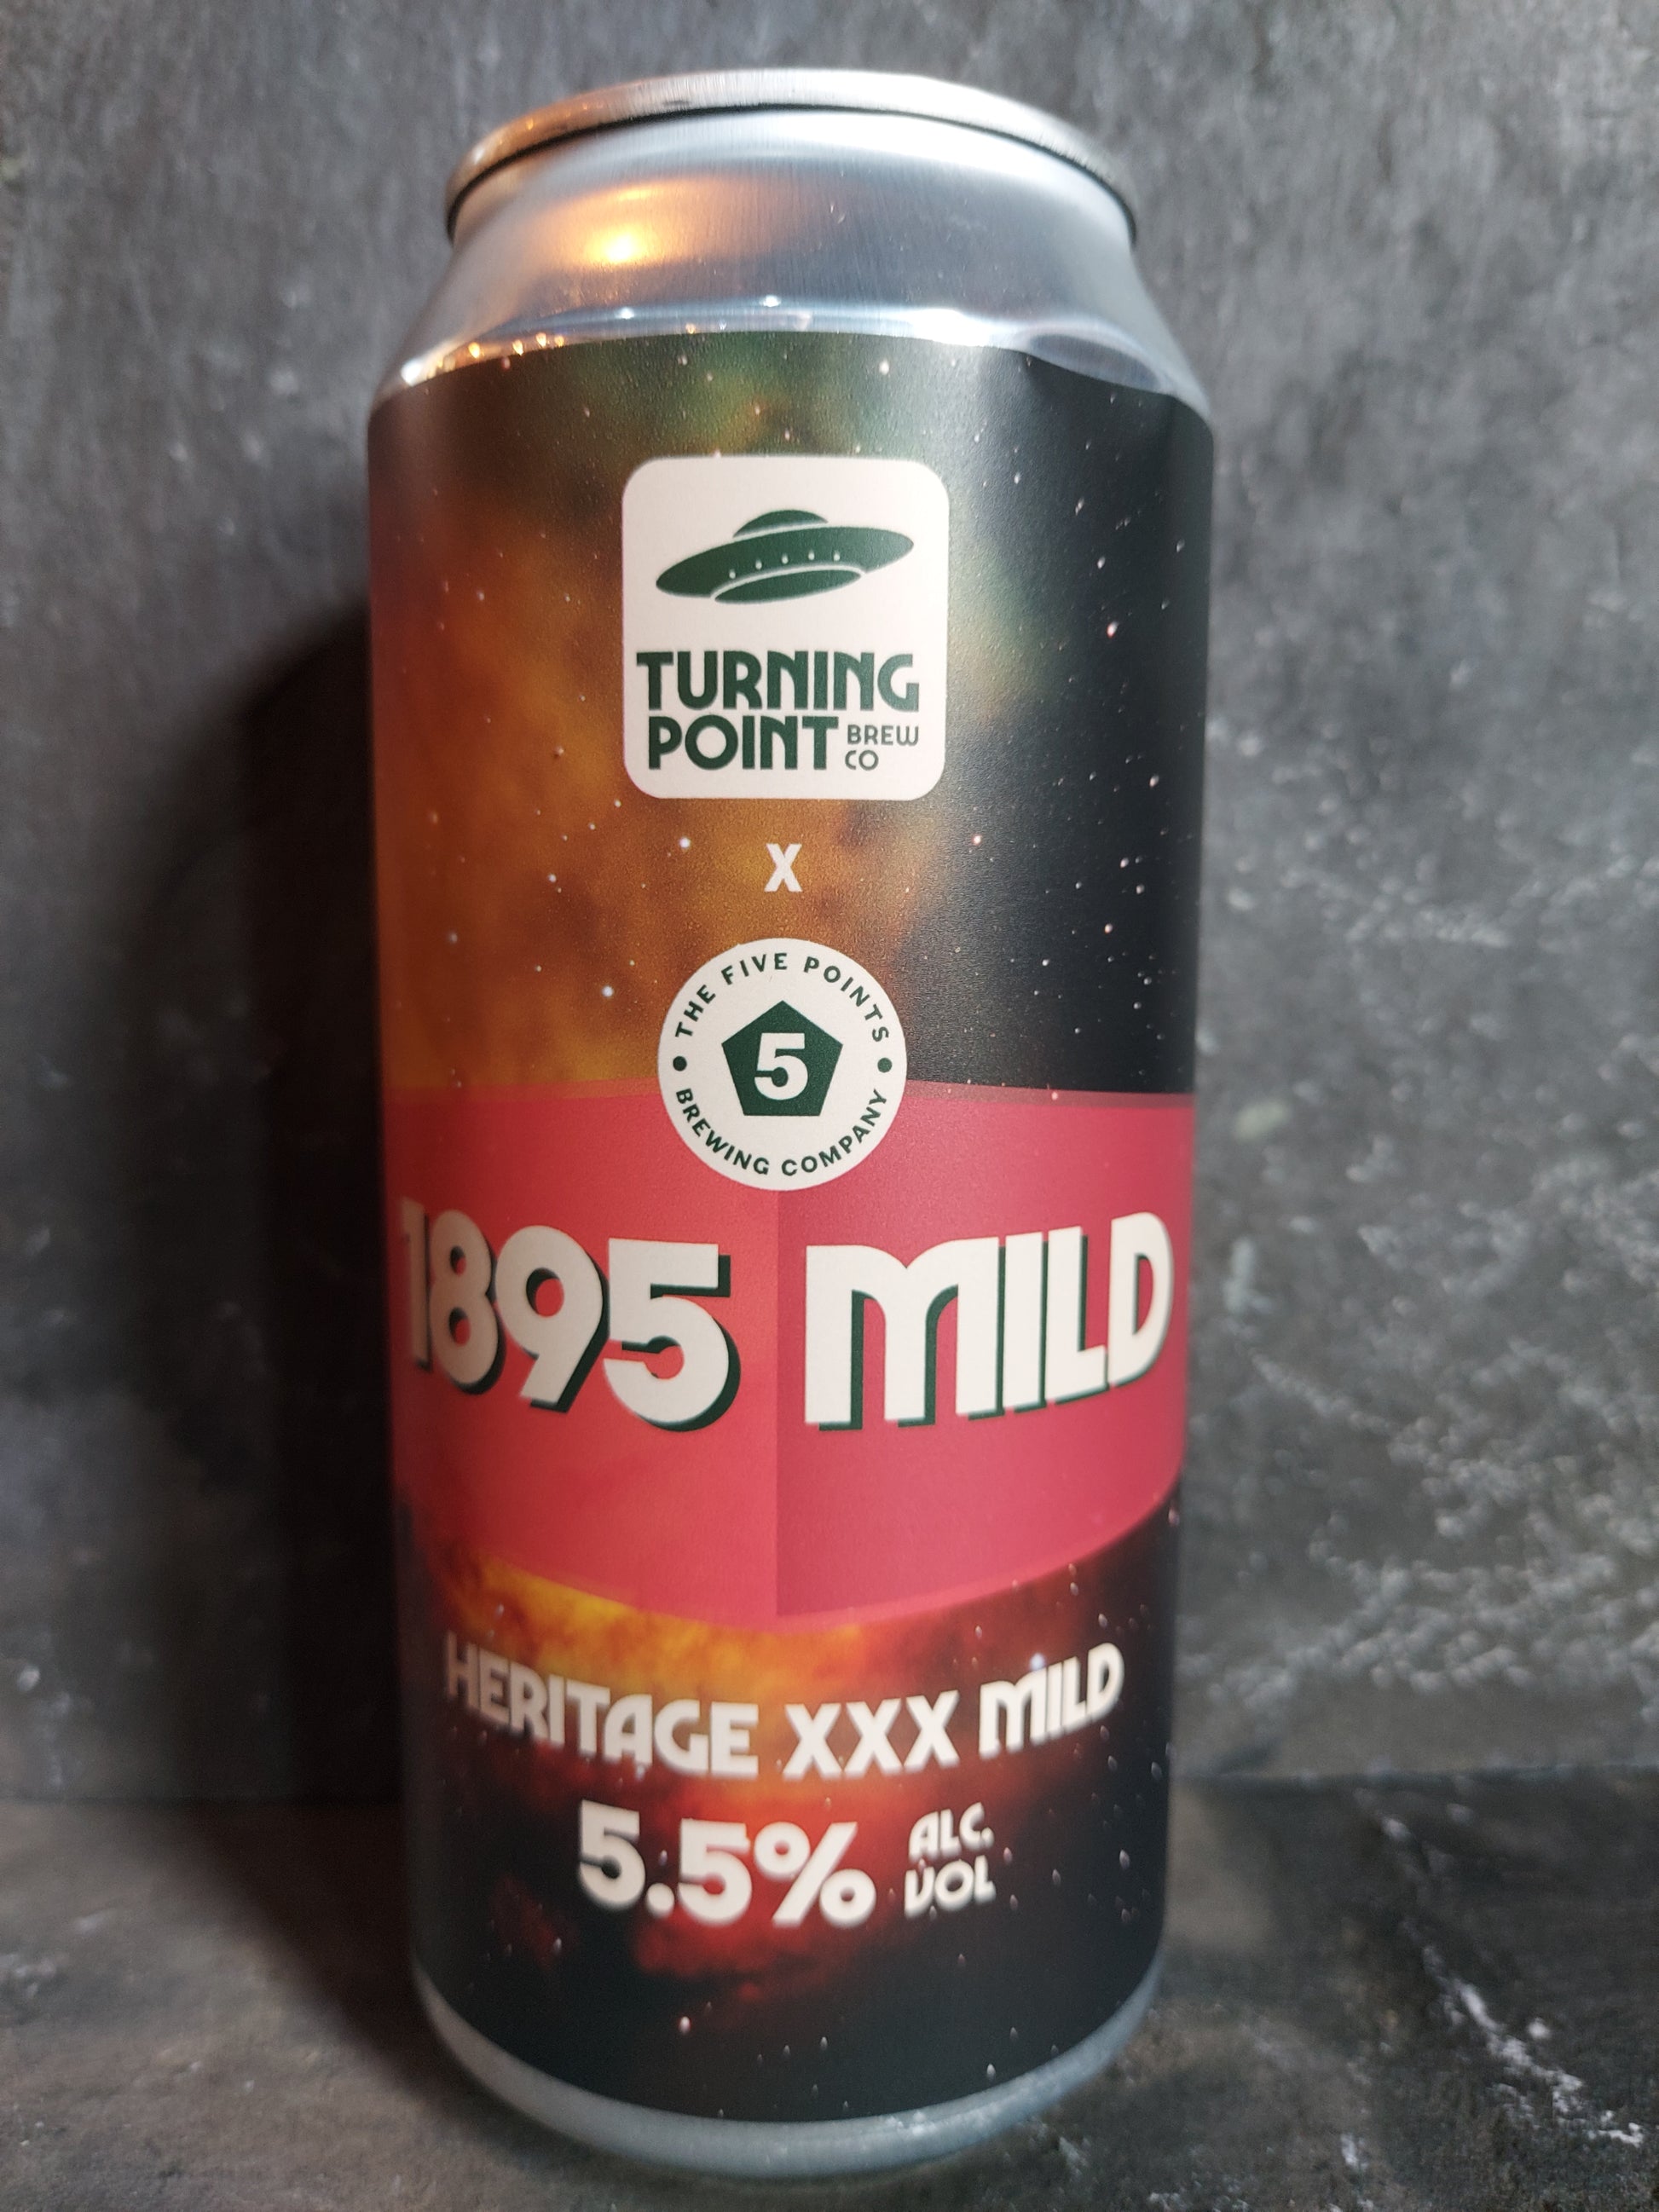 TURNING
POINT BREW
CO
X
THE FIVE POINTS
5
BREWING COMPANY
1895 MILD
HERITAGE XXX MILD
5.5% ALC.
VOL